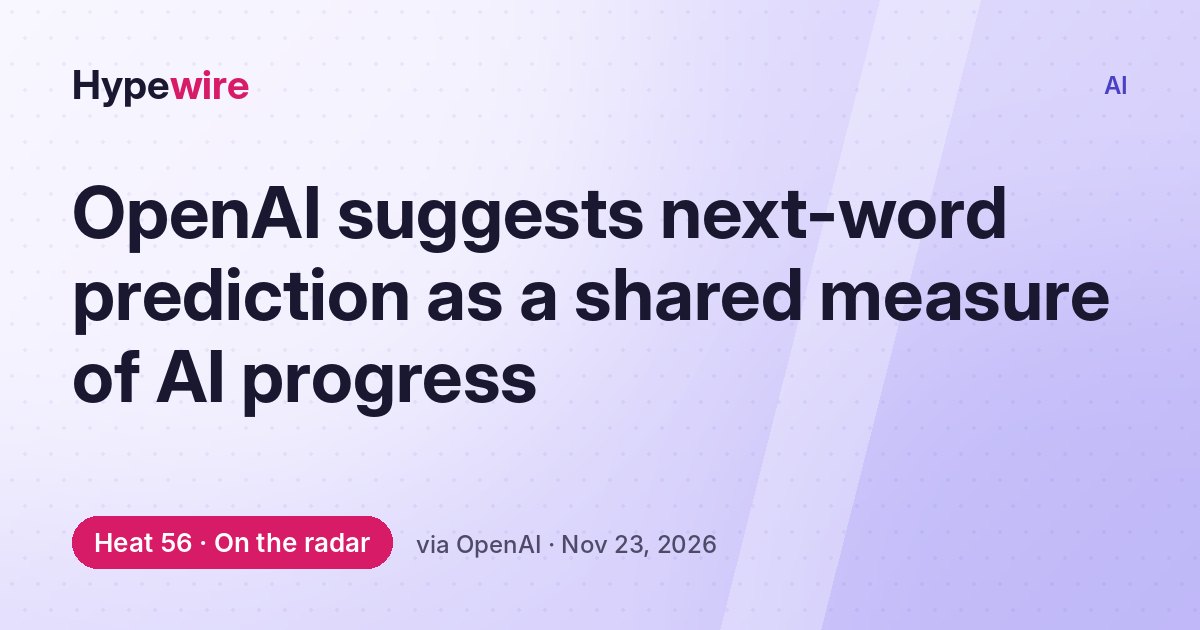 Hypewire
AI
OpenAI suggests next-word
prediction as a shared measure
of AI progress
Heat 56 · On the radar
via OpenAI · Nov 23, 2026